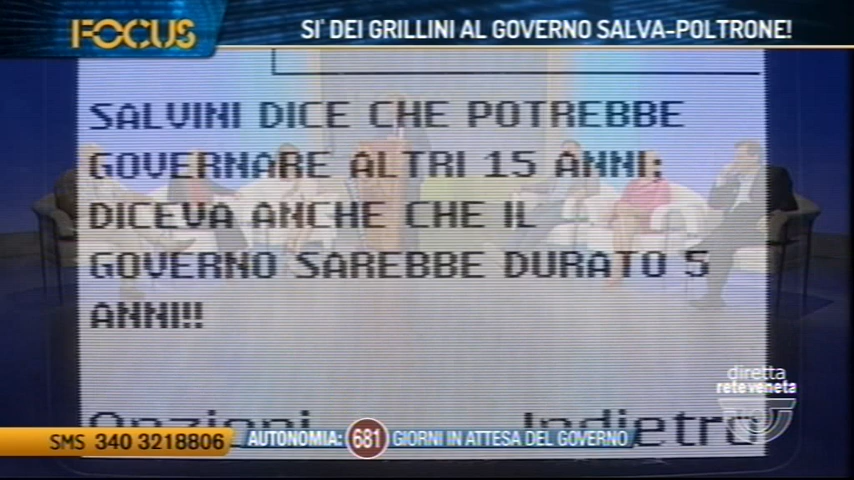 FOCUS
SI' DEI GRILLINI AL GOVERNO SALVA-POLTRONE!
SALVINI DICE CHE POTREBBE
GOVERNARE ALTRI 15 ANNI:
DICEVA ANCHE CHE IL
GOVERNO SAREBBE DURATO 5
ANNI!!
diretta
reteveneta
Opzioni Indietro
SMS 340 3218806 AUTONOMIA: 681 GIORNI IN ATTESA DEL GOVERNO